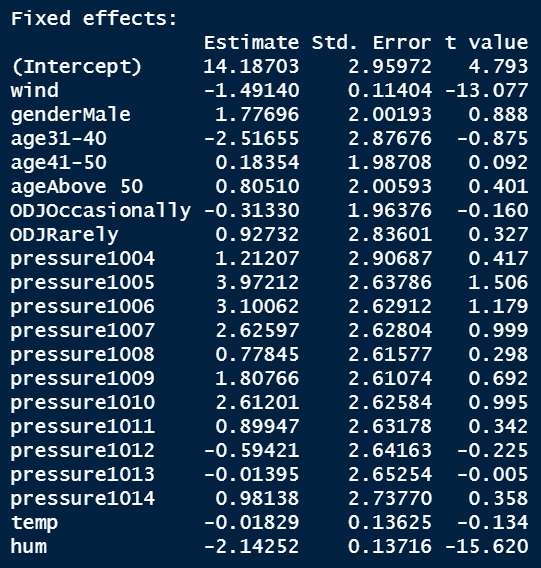 Fixed effects:
Estimate Std. Error t value
(Intercept) 14.18703 2.95972 4.793
wind -1.49140 0.11404 -13.077
genderMale 1.77696 2.00193 0.888
age31-40 -2.51655 2.87676 -0.875
age41-50 0.18354 1.98708 0.092
ageAbove 50 0.80510 2.00593 0.401
ODJOccasionally -0.31330 1.96376 -0.160
ODJRarely 0.92732 2.83601 0.327
pressure1004 1.21207 2.90687 0.417
pressure1005 3.97212 2.63786 1.506
pressure1006 3.10062 2.62912 1.179
pressure1007 2.62597 2.62804 0.999
pressure1008 0.77845 2.61577 0.298
pressure1009 1.80766 2.61074 0.692
pressure1010 2.61201 2.62584 0.995
pressure1011 0.89947 2.63178 0.342
pressure1012 -0.59421 2.64163 -0.225
pressure1013 -0.01395 2.65254 -0.005
pressure1014 0.98138 2.73770 0.358
temp -0.01829 0.13625 -0.134
hum -2.14252 0.13716 -15.620